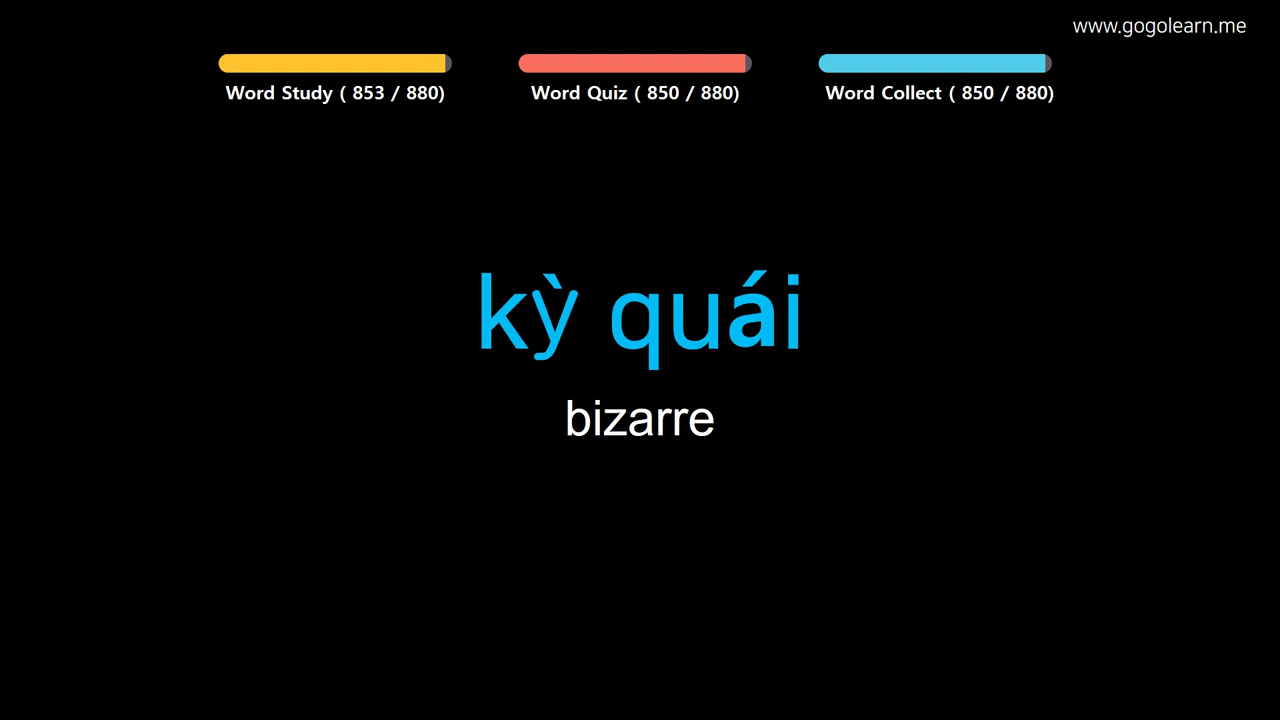 www.gogolearn.me
Word Study ( 853 / 880)
Word Quiz ( 850 / 880)
Word Collect ( 850 / 880)
kỳ quái
bizarre